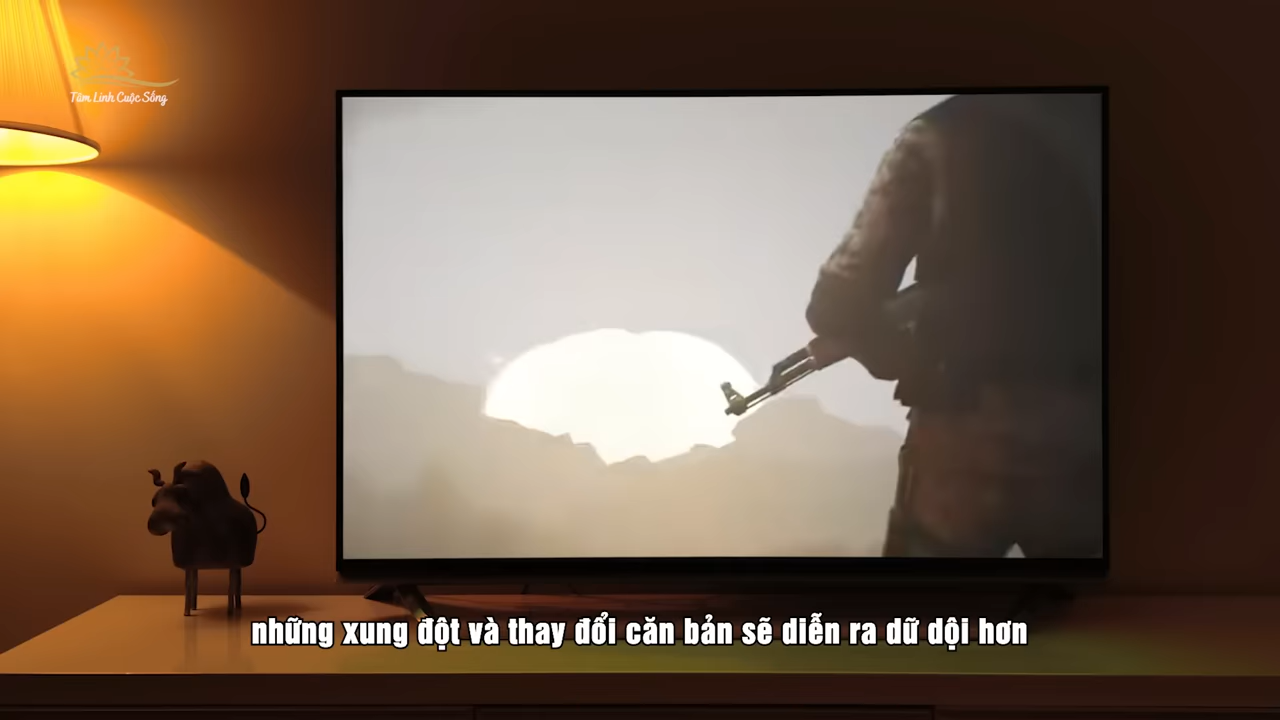 Tâm Linh Cuộc Sống
những xung đột và thay đổi căn bản sẽ diễn ra dữ dội hơn